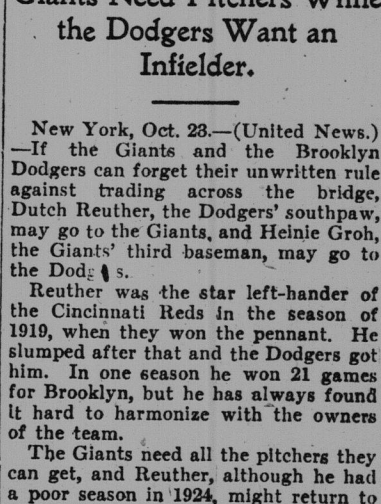 Giants Need Pitchers While
the Dodgers Want an
Infielder.
New York, Oct. 23.—(United News.)
—If the Giants and the Brooklyn
Dodgers can forget their unwritten rule
against trading across the bridge,
Dutch Reuther, the Dodgers' southpaw,
may go to the Giants, and Heinie Groh,
the Giants' third baseman, may go to
the Dodg s.
Reuther was the star left-hander of
the Cincinnati Reds in the season of
1919, when they won the pennant. He
slumped after that and the Dodgers got
him. In one season he won 21 games
for Brooklyn, but he has always found
it hard to harmonize with the owners
of the team.
The Giants need all the pitchers they
can get, and Reuther, although he had
a poor season in 1924, might return to